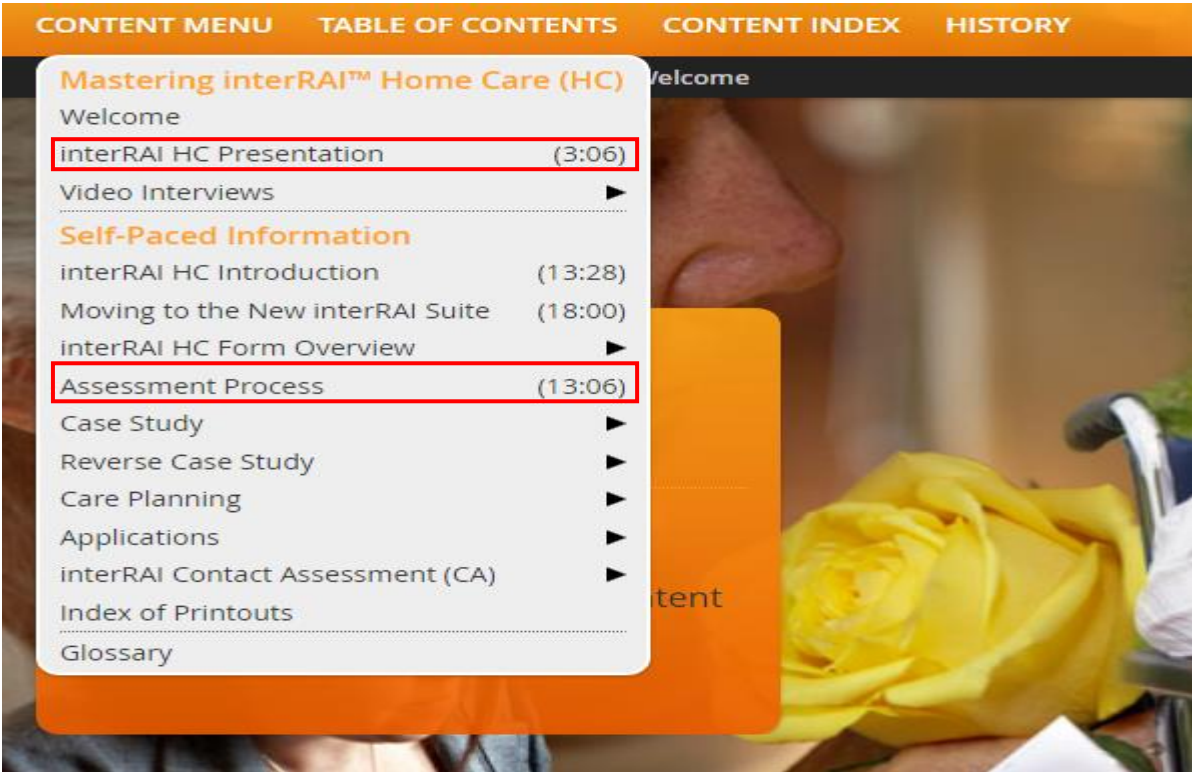 CONTENT MENU TABLE OF CONTENTS CONTENT INDEX HISTORY
Mastering interRAI™ Home Care (HC)
Welcome
Welcome
interRAI HC Presentation (3:06)
Video Interviews ►
Self-Paced Information
interRAI HC Introduction (13:28)
Moving to the New interRAI Suite (18:00)
interRAI HC Form Overview ►
Assessment Process (13:06)
Case Study ►
Reverse Case Study ►
Care Planning ►
Applications ►
interRAI Contact Assessment (CA) ►
Index of Printouts
Glossary